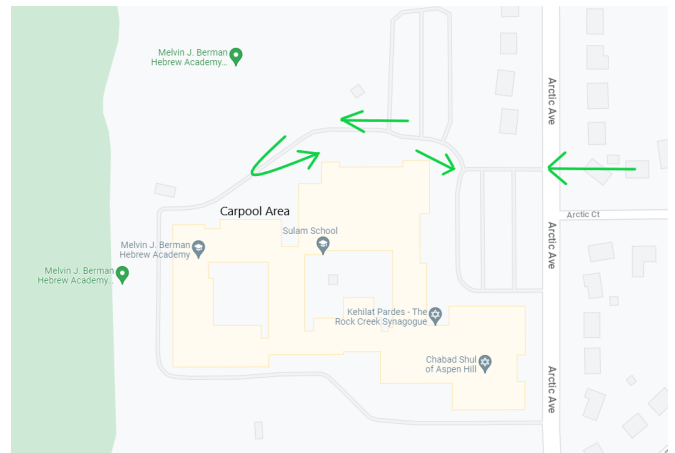 Melvin J. Berman
Hebrew Academy...
Arctic Ave
Carpool Area
Arctic Ct
Sulam School
Melvin J. Berman
Hebrew Academy
Arctic Ave
Melvin J. Berman
Hebrew Academy...
Kehilat Pardes - The
Rock Creek Synagogue
Chabad Shul
of Aspen Hill
Arctic Ave